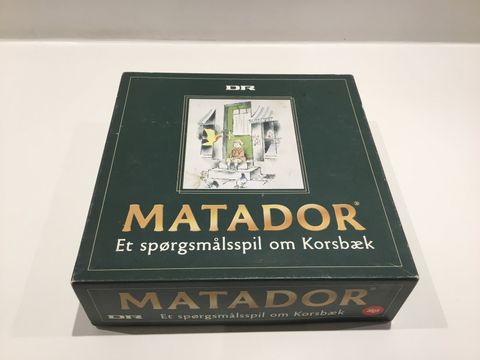 DR
MATADOR®
Et spørgsmålsspil om Korsbæk
MATADOR®
DR Et spørgsmålsspil om Korsbæk